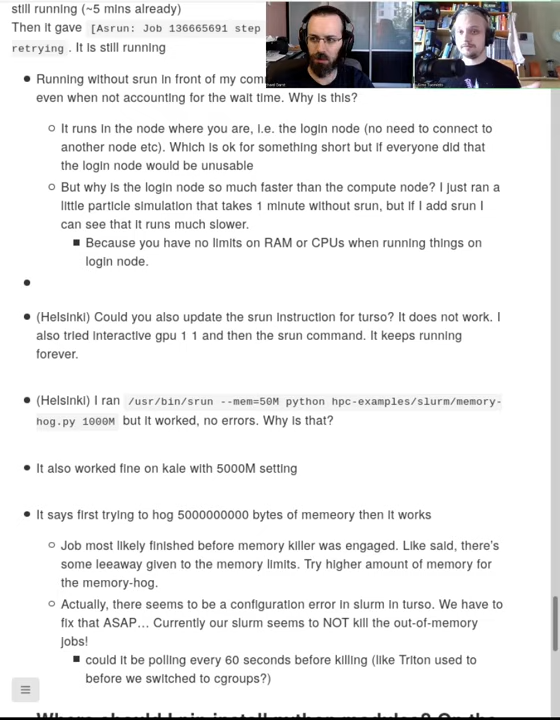 still running (~5 mins already)
Then it gave [Asrun: Job 136665691 step
retrying . It is still running
Running without srun in front of my com
even when not accounting for the wait time. Why is this?
It runs in the node where you are, i.e. the login node (no need to connect to
another node etc). Which is ok for something short but if everyone did that
the login node would be unusable
But why is the login node so much faster than the compute node? I just ran a
little particle simulation that takes 1 minute without srun, but if I add srun I
can see that it runs much slower.
Because you have no limits on RAM or CPUs when running things on
login node.
(Helsinki) Could you also update the srun instruction for turso? It does not work. I
also tried interactive gpu 1 1 and then the srun command. It keeps running
forever.
(Helsinki) I ran /usr/bin/srun --mem=50M python hpc-examples/slurm/memory-
hog.py 1000M but it worked, no errors. Why is that?
It also worked fine on kale with 5000M setting
It says first trying to hog 5000000000 bytes of memeory then it works
Job most likely finished before memory killer was engaged. Like said, there's
some leeway given to the memory limits. Try higher amount of memory for
the memory-hog.
Actually, there seems to be a configuration error in slurm in turso. We have to
fix that ASAP... Currently our slurm seems to NOT kill the out-of-memory
jobs!
could it be polling every 60 seconds before killing (like Triton used to
before we switched to cgroups?)
Where should I pip install python modules? On the